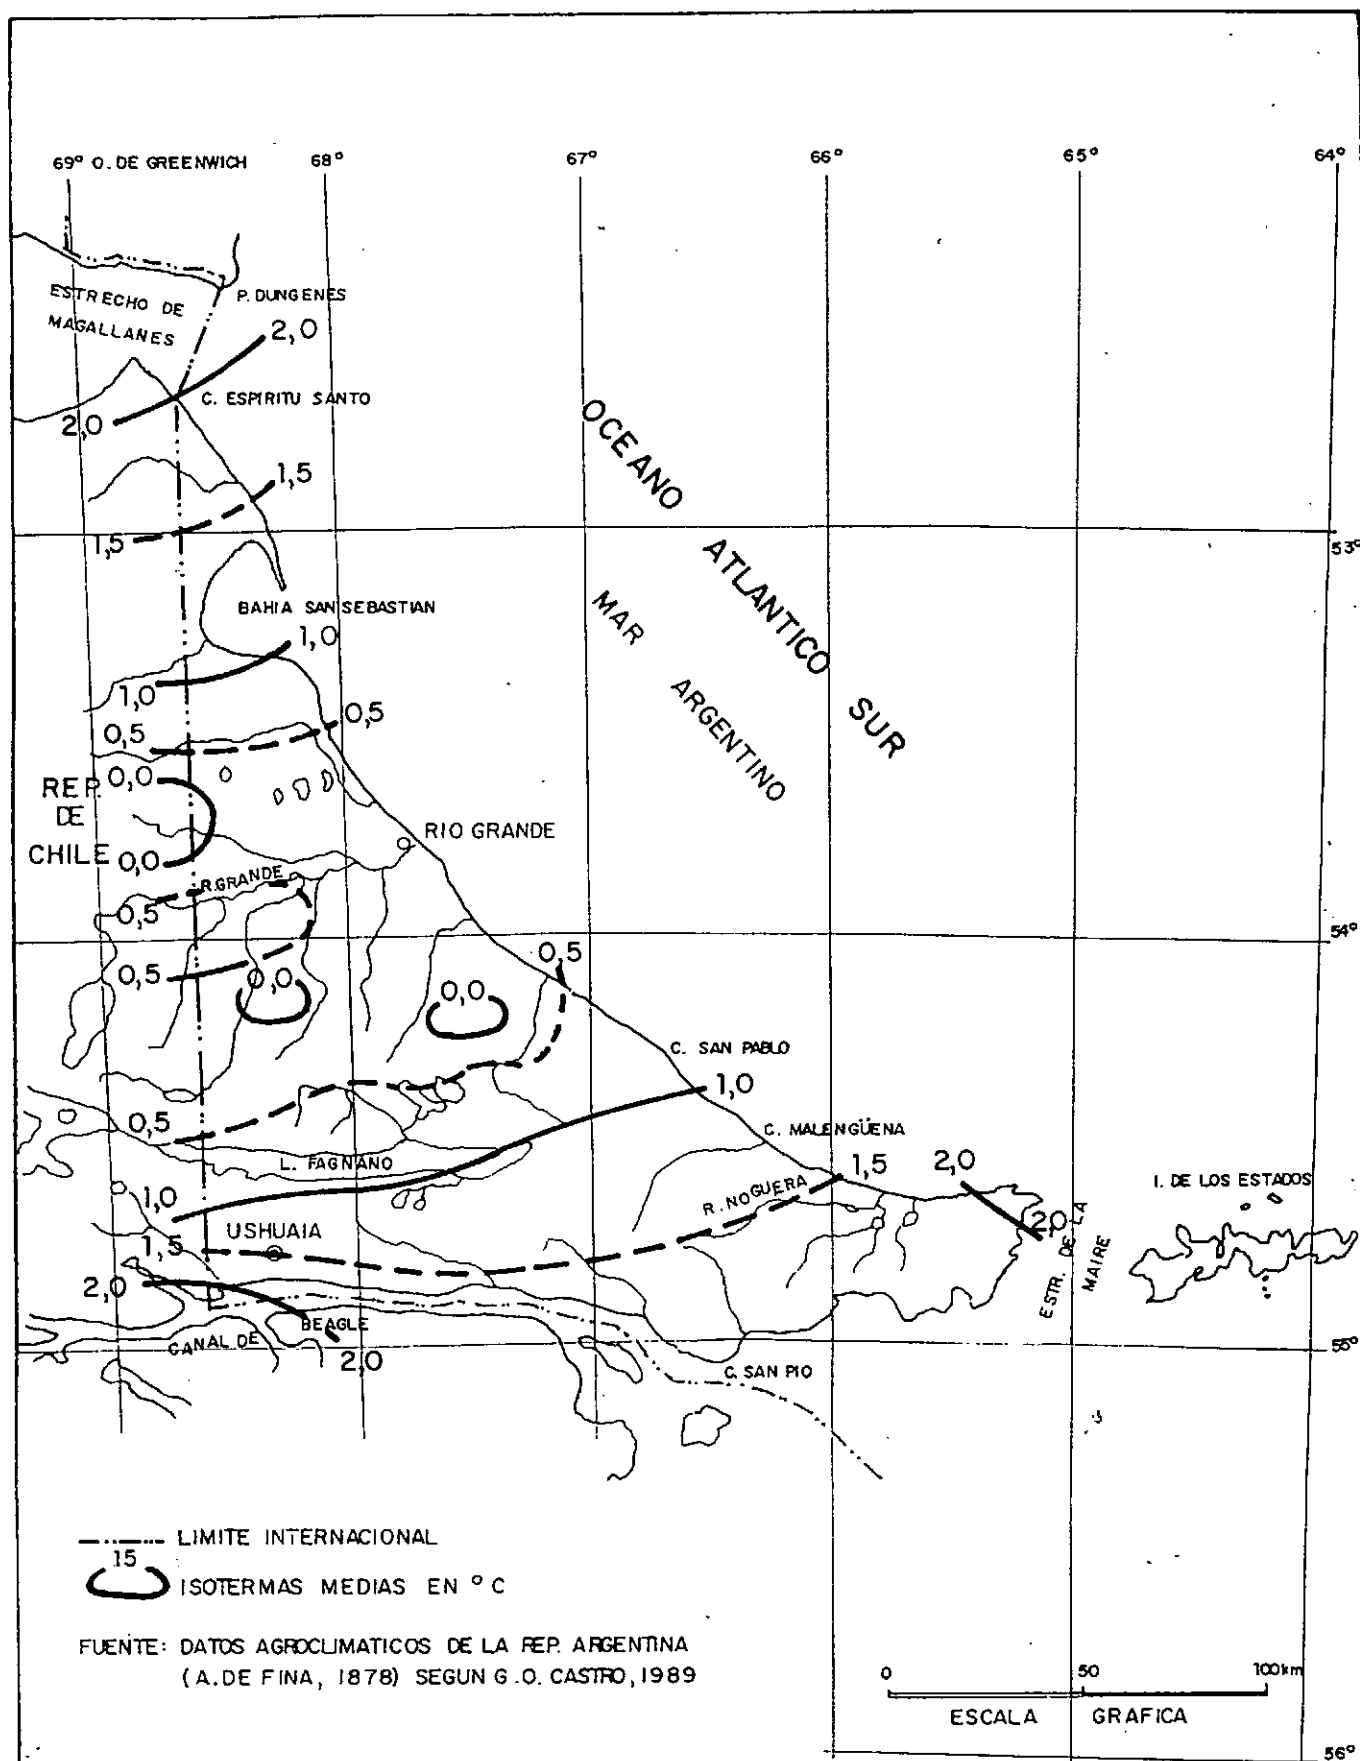 69° O. DE GREENWICH
68°
67°
66°
65°
64°
ESTRECHO DE
MAGALLANES
P. DUNGENES
2,0
C. ESPIRITU SANTO
2,0
1,5
1,5
53°
OCEANO ATLANTICO SUR
MAR ARGENTINO
BAHIA SAN SEBASTIAN
1,0
1,0
0,5
0,5
0,0
REP.
DE
CHILE
0,0
RIO GRANDE
R. GRANDE
0,5
54°
0,5
0,0
0,0
0,5
C. SAN PABLO
1,0
0,5
C. MALENGÜENA
L. FAGNANO
1,5
2,0
I. DE LOS ESTADOS
1,0
R. NOGUERA
USHUAIA
1,5
2,0
ESTR. DE LA
MAIRE
2,0
CANAL DE
BEAGLE
2,0
55°
C. SAN PIO
LIMITE INTERNACIONAL
15
ISOTERMAS MEDIAS EN °C
FUENTE: DATOS AGROCLIMATICOS DE LA REP. ARGENTINA
(A. DE FINA, 1878) SEGUN G.O. CASTRO, 1989
0
50
100km
ESCALA GRAFICA
56°